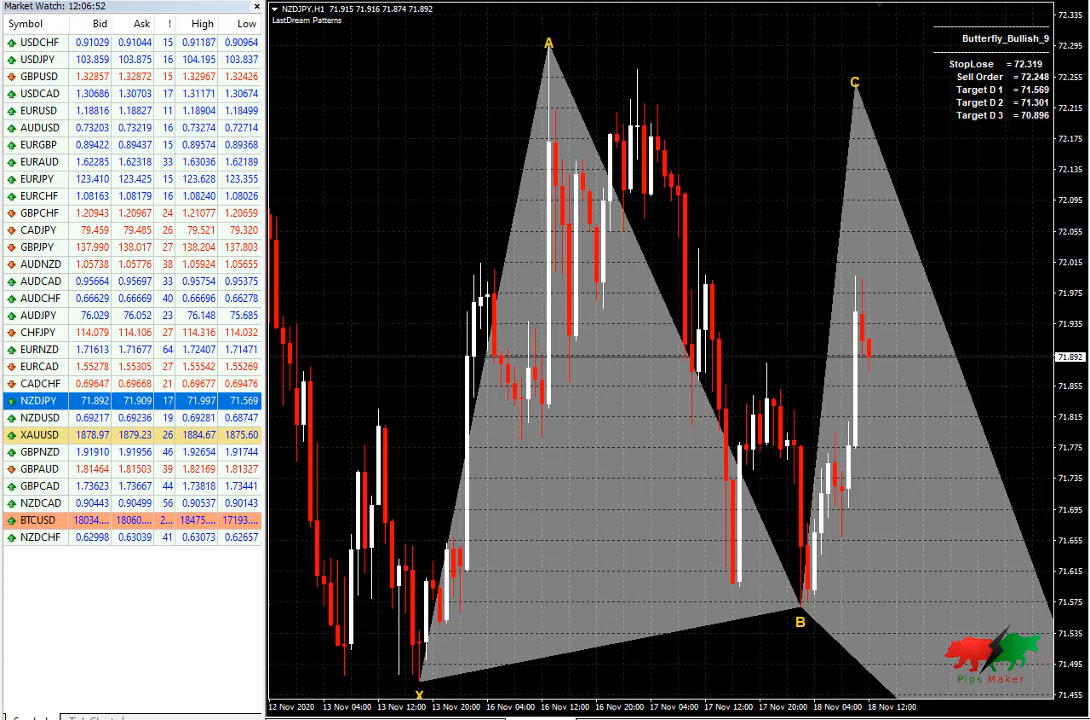 Market Watch: 12:06:52 ×
Symbol Bid Ask ! High Low
USDCHF 0.91029 0.91044 15 0.91187 0.90964
USDJPY 103.859 103.875 16 104.195 103.837
GBPUSD 1.32857 1.32872 15 1.32967 1.32426
USDCAD 1.30686 1.30703 17 1.31171 1.30674
EURUSD 1.18816 1.18827 11 1.18904 1.18499
AUDUSD 0.73203 0.73219 16 0.73274 0.72714
EURGBP 0.89422 0.89437 15 0.89574 0.89368
EURAUD 1.62285 1.62318 33 1.63036 1.62189
EURJPY 123.410 123.425 15 123.628 123.355
EURCHF 1.08163 1.08179 16 1.08240 1.08026
GBPCHF 1.20943 1.20967 24 1.21077 1.20659
CADJPY 79.459 79.485 26 79.521 79.320
GBPJPY 137.990 138.017 27 138.204 137.803
AUDNZD 1.05738 1.05776 38 1.05924 1.05655
AUDCAD 0.95664 0.95697 33 0.95754 0.95375
AUDCHF 0.66629 0.66669 40 0.66696 0.66278
AUDJPY 76.029 76.052 23 76.148 75.685
CHFJPY 114.079 114.106 27 114.316 114.032
EURNZD 1.71613 1.71677 64 1.72407 1.71471
EURCAD 1.55278 1.55305 27 1.55542 1.55269
CADCHF 0.69647 0.69668 21 0.69677 0.69476
NZDJPY 71.892 71.909 17 71.997 71.569
NZDUSD 0.69217 0.69236 19 0.69281 0.68747
XAUUSD 1878.97 1879.23 26 1884.67 1875.60
GBPNZD 1.91910 1.91956 46 1.92654 1.91744
GBPAUD 1.81464 1.81503 39 1.82169 1.81327
GBPCAD 1.73623 1.73667 44 1.73818 1.73441
NZDCAD 0.90443 0.90499 56 0.90537 0.90143
BTCUSD 18034.... 18060.... 2... 18475.... 17193....
NZDCHF 0.62998 0.63039 41 0.63073 0.62657
NZDJPY,H1 71.915 71.916 71.874 71.892
LastDream Patterns
Butterfly_Bullish_9
StopLose = 72.319
Sell Order = 72.248
Target D 1 = 71.569
Target D 2 = 71.301
Target D 3 = 70.896
A
C
B
X
72.335
72.295
72.255
72.215
72.175
72.135
72.095
72.055
72.015
71.975
71.935
71.892
71.855
71.815
71.775
71.735
71.695
71.655
71.615
71.575
71.535
71.495
71.455
Pips Maker
12 Nov 2020 13 Nov 04:00 13 Nov 12:00 13 Nov 20:00 16 Nov 04:00 16 Nov 12:00 16 Nov 20:00 17 Nov 04:00 17 Nov 12:00 17 Nov 20:00 18 Nov 04:00 18 Nov 12:00